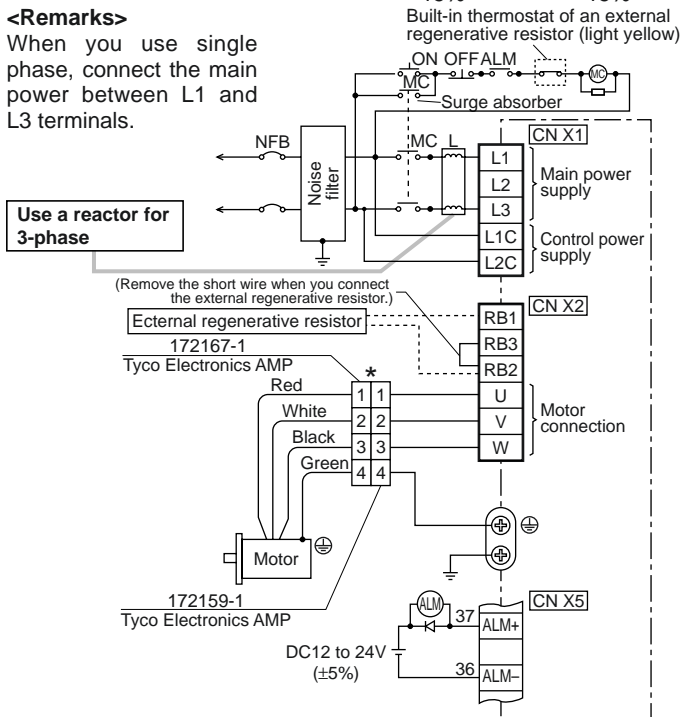 <Remarks>
When you use single
phase, connect the main
power between L1 and
L3 terminals.
Built-in thermostat of an external
regenerative resistor (light yellow)
ON OFF ALM
MC
MC
Surge absorber
NFB
Noise
filter
MC L
CN X1
L1
L2
L3
L1C
L2C
Main power
supply
Control power
supply
Use a reactor for
3-phase
(Remove the short wire when you connect
the external regenerative resistor.)
Ecternal regenerative resistor
CN X2
RB1
RB3
RB2
U
V
W
Motor
connection
172167-1
Tyco Electronics AMP
*
Red
White
Black
Green
1 1
2 2
3 3
4 4
Motor
172159-1
Tyco Electronics AMP
CN X5
ALM
37
ALM+
DC12 to 24V
(±5%)
36
ALM–